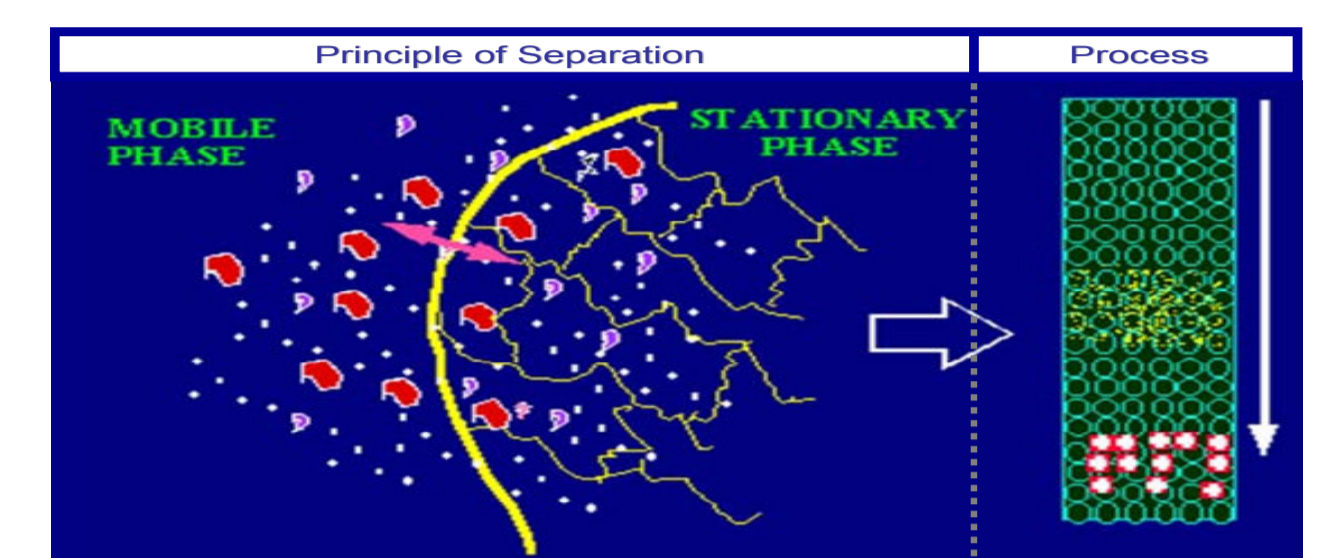 Principle of Separation
Process
MOBILE
PHASE
STATIONARY
PHASE